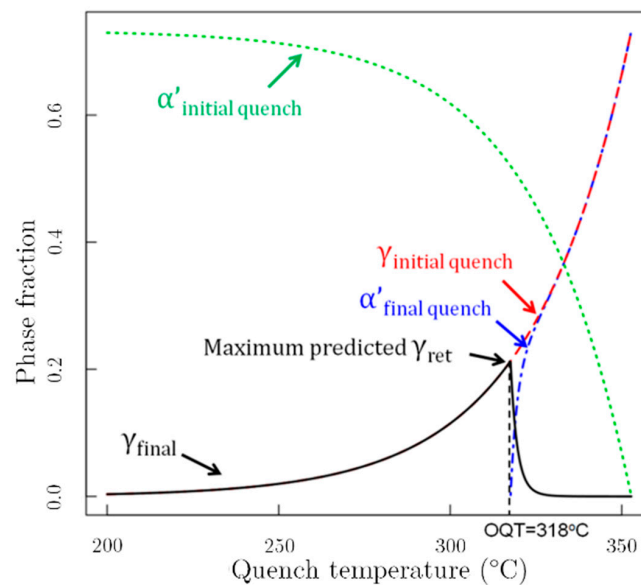 α'initial quench
γinitial quench
α'final quench
Maximum predicted γret
γfinal
Phase fraction
0.0
0.2
0.4
0.6
200
250
300
350
OQT=318°C
Quench temperature (°C)